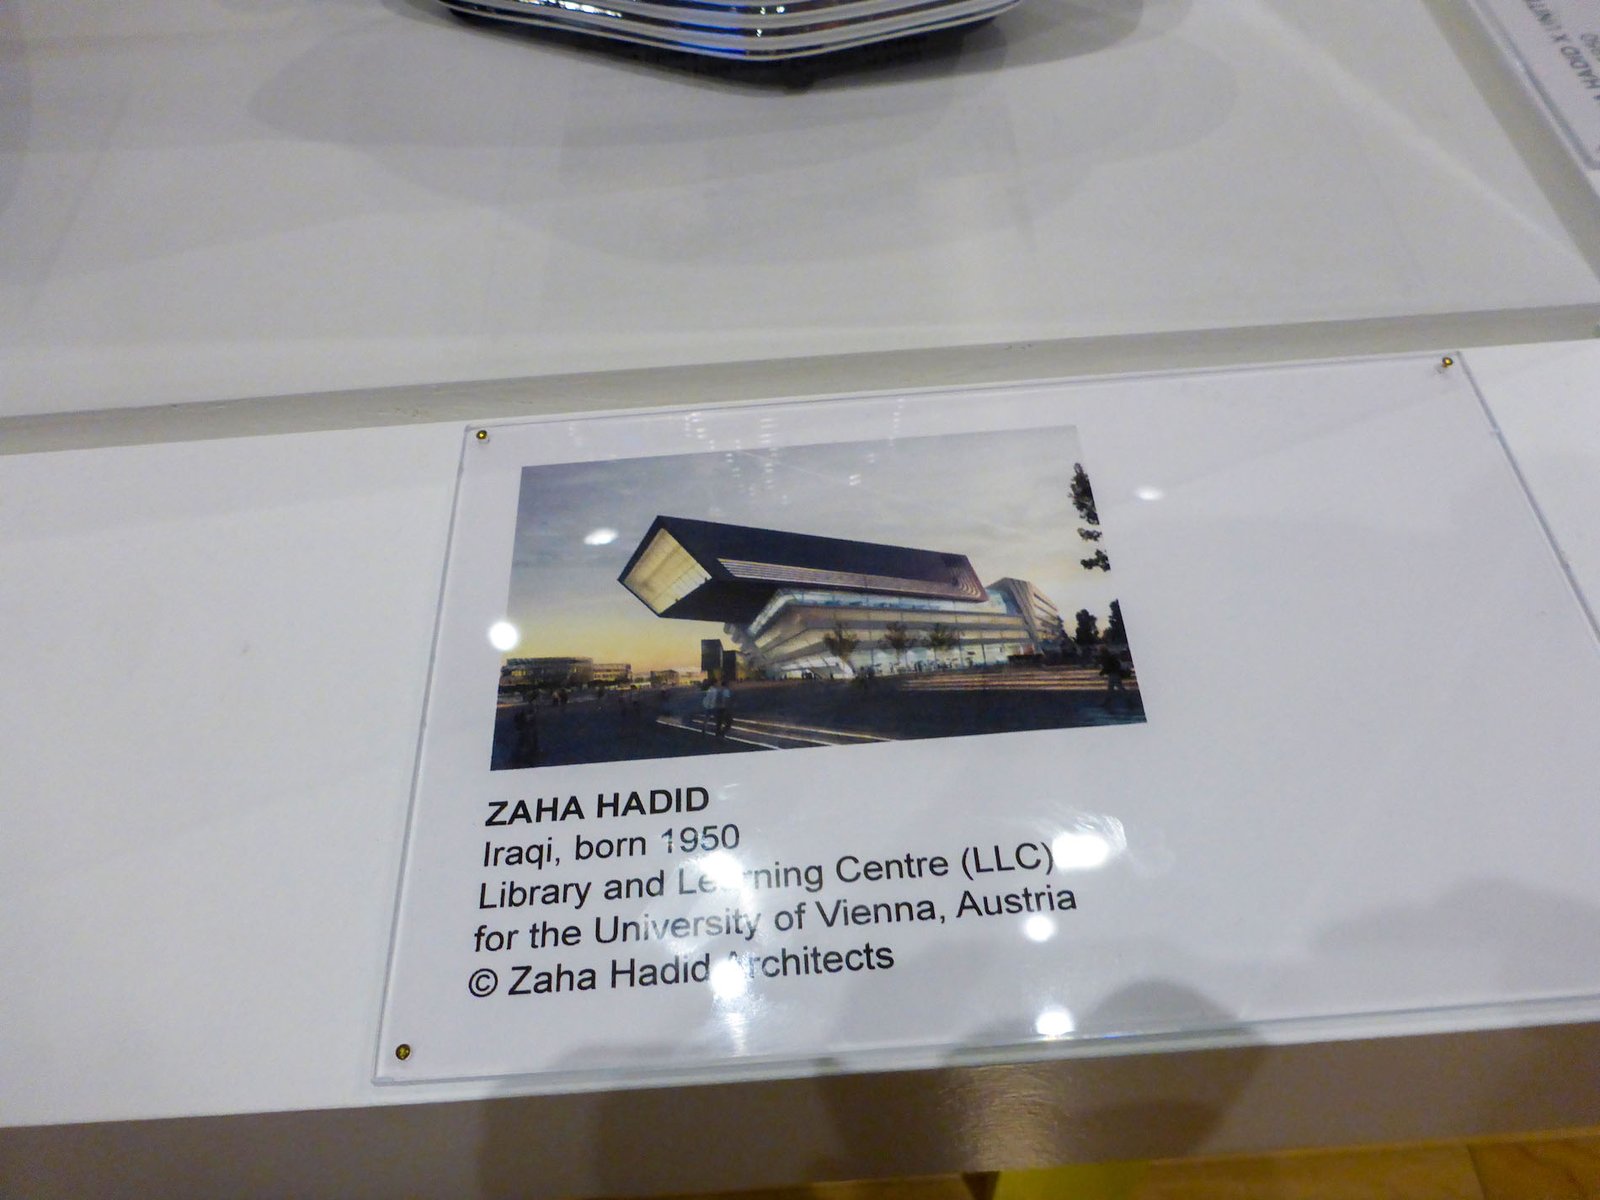 ZAHA HADID
Iraqi, born 1950
Library and Learning Centre (LLC)
for the University of Vienna, Austria
© Zaha Hadid Architects
HADID X